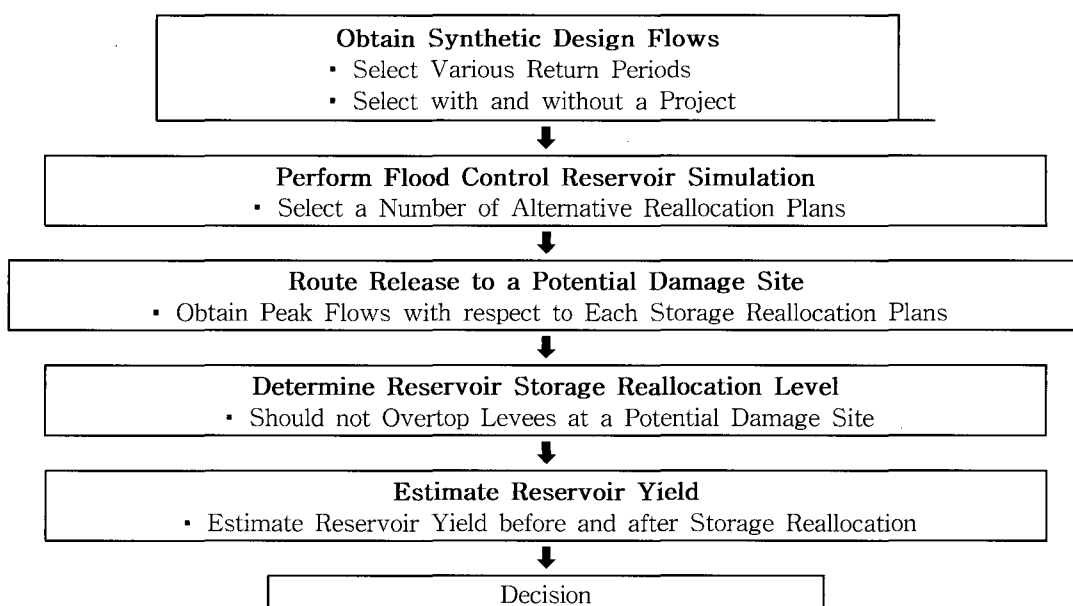 Obtain Synthetic Design Flows
▪ Select Various Return Periods
▪ Select with and without a Project
Perform Flood Control Reservoir Simulation
▪ Select a Number of Alternative Reallocation Plans
Route Release to a Potential Damage Site
▪ Obtain Peak Flows with respect to Each Storage Reallocation Plans
Determine Reservoir Storage Reallocation Level
▪ Should not Overtop Levees at a Potential Damage Site
Estimate Reservoir Yield
▪ Estimate Reservoir Yield before and after Storage Reallocation
Decision